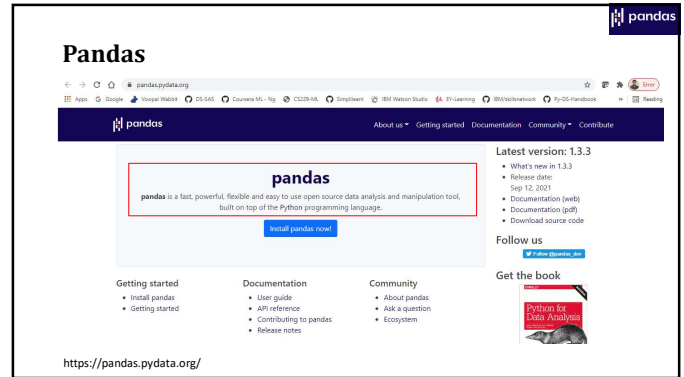 pandas
Pandas
pandas.pydata.org
Error
Apps Google Vowpal Wabbit DS-SAS Coursera ML - Ng CS229-ML Simplilearn IBM Watson Studio EY-Learning IBM/skillsnetwork Py-DS-Handbook » Reading
pandas
About us Getting started Documentation Community Contribute
pandas
pandas is a fast, powerful, flexible and easy to use open source data analysis and manipulation tool,
built on top of the Python programming language.
Install pandas now!
Latest version: 1.3.3
• What's new in 1.3.3
• Release date:
Sep 12, 2021
• Documentation (web)
• Documentation (pdf)
• Download source code
Follow us
Follow @pandas_dev
Get the book
Python for
Data Analysis
Getting started
• Install pandas
• Getting started
Documentation
• User guide
• API reference
• Contributing to pandas
• Release notes
Community
• About pandas
• Ask a question
• Ecosystem
https://pandas.pydata.org/